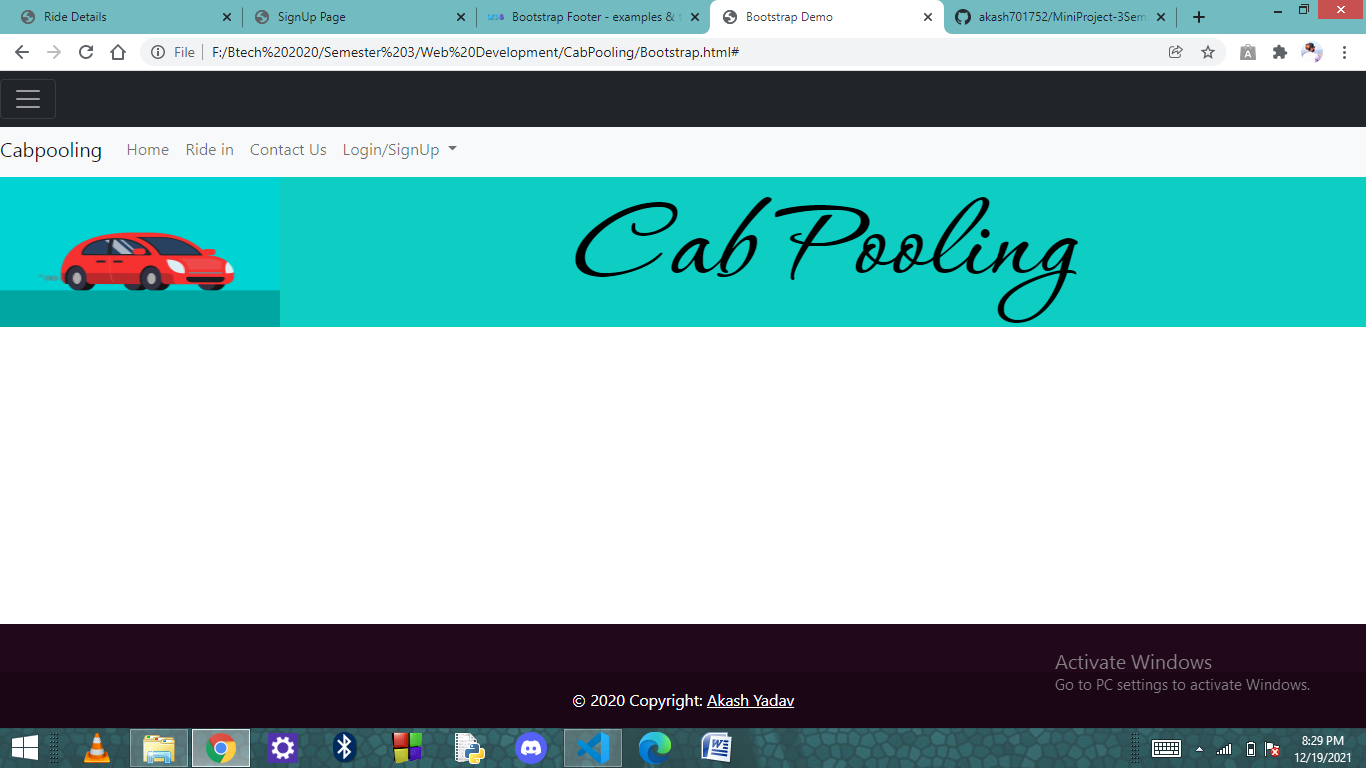 Ride Details
SignUp Page
Bootstrap Footer - examples &
Bootstrap Demo
akash701752/MiniProject-3Sem
File
F:/Btech%202020/Semester%203/Web%20Development/CabPooling/Bootstrap.html#
Cabpooling Home Ride in Contact Us Login/SignUp
Cab Pooling
Activate Windows
Go to PC settings to activate Windows.
© 2020 Copyright: Akash Yadav
8:29 PM
12/19/2021